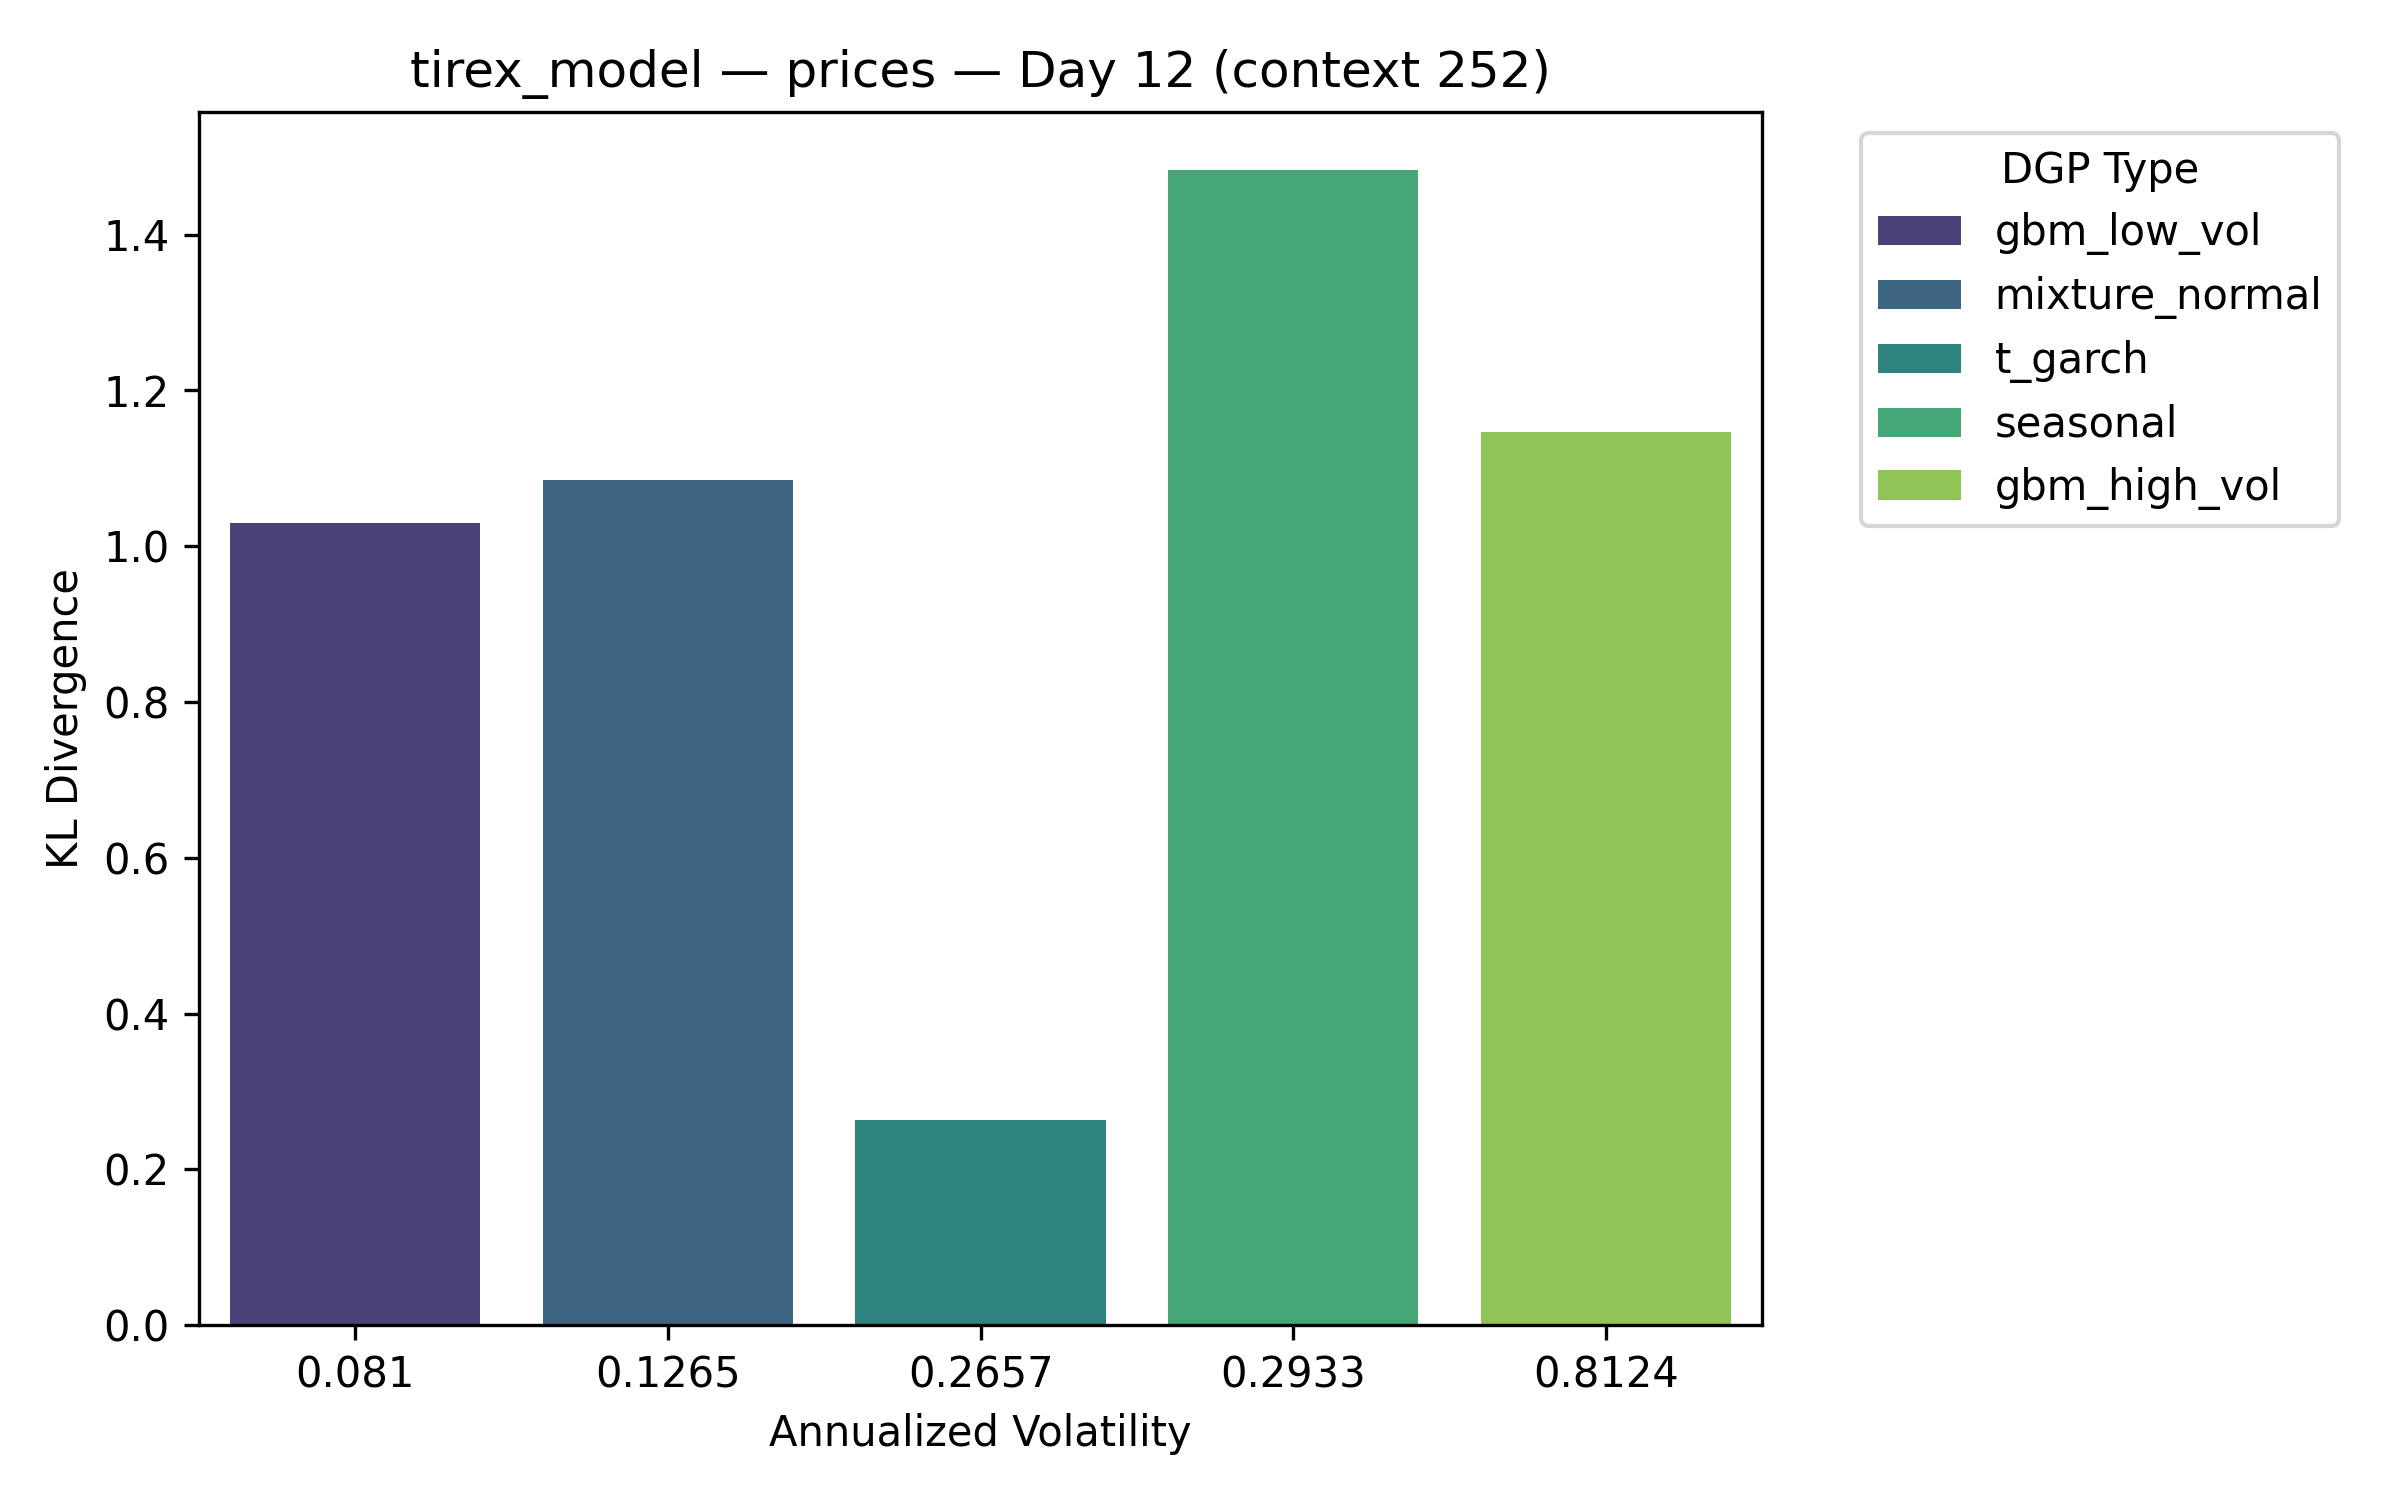 tirex_model — prices — Day 12 (context 252)
KL Divergence
1.4
1.2
1.0
0.8
0.6
0.4
0.2
0.0
0.081 0.1265 0.2657 0.2933 0.8124
Annualized Volatility
DGP Type
gbm_low_vol
mixture_normal
t_garch
seasonal
gbm_high_vol